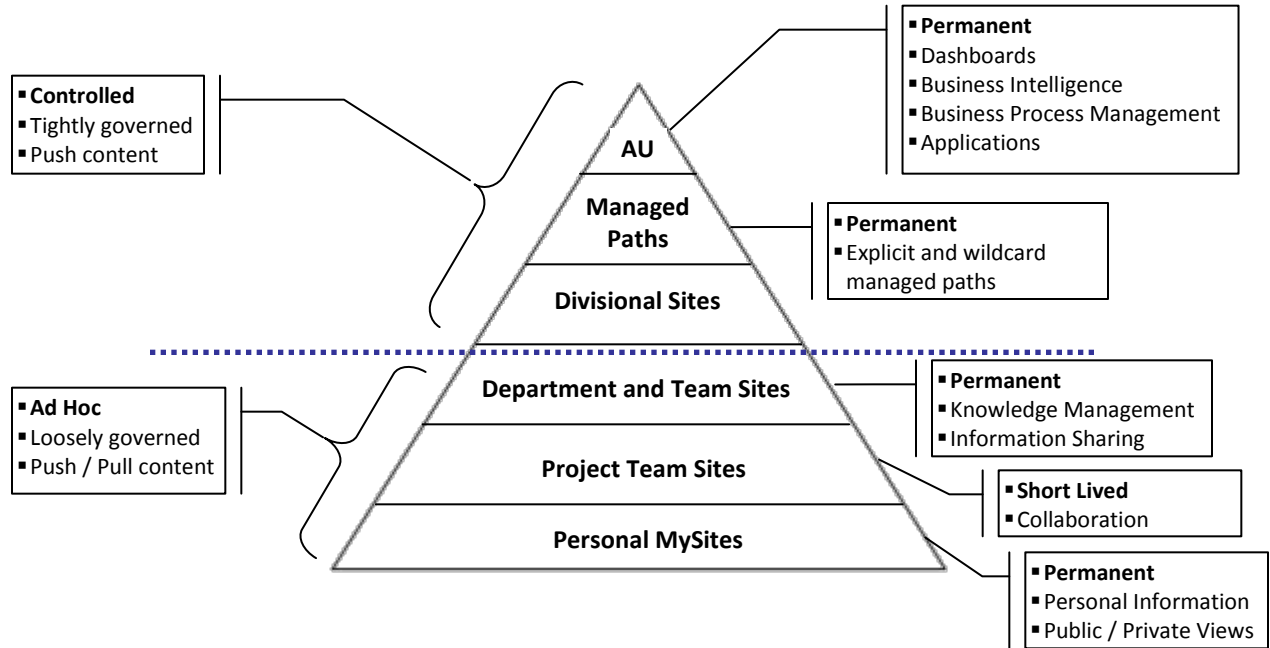 ▪ Permanent
▪ Dashboards
▪ Business Intelligence
▪ Business Process Management
▪ Applications
▪ Controlled
▪ Tightly governed
▪ Push content
AU
Managed
Paths
▪ Permanent
▪ Explicit and wildcard
managed paths
Divisional Sites
Department and Team Sites
▪ Permanent
▪ Knowledge Management
▪ Information Sharing
▪ Ad Hoc
▪ Loosely governed
▪ Push / Pull content
Project Team Sites
▪ Short Lived
▪ Collaboration
Personal MySites
▪ Permanent
▪ Personal Information
▪ Public / Private Views